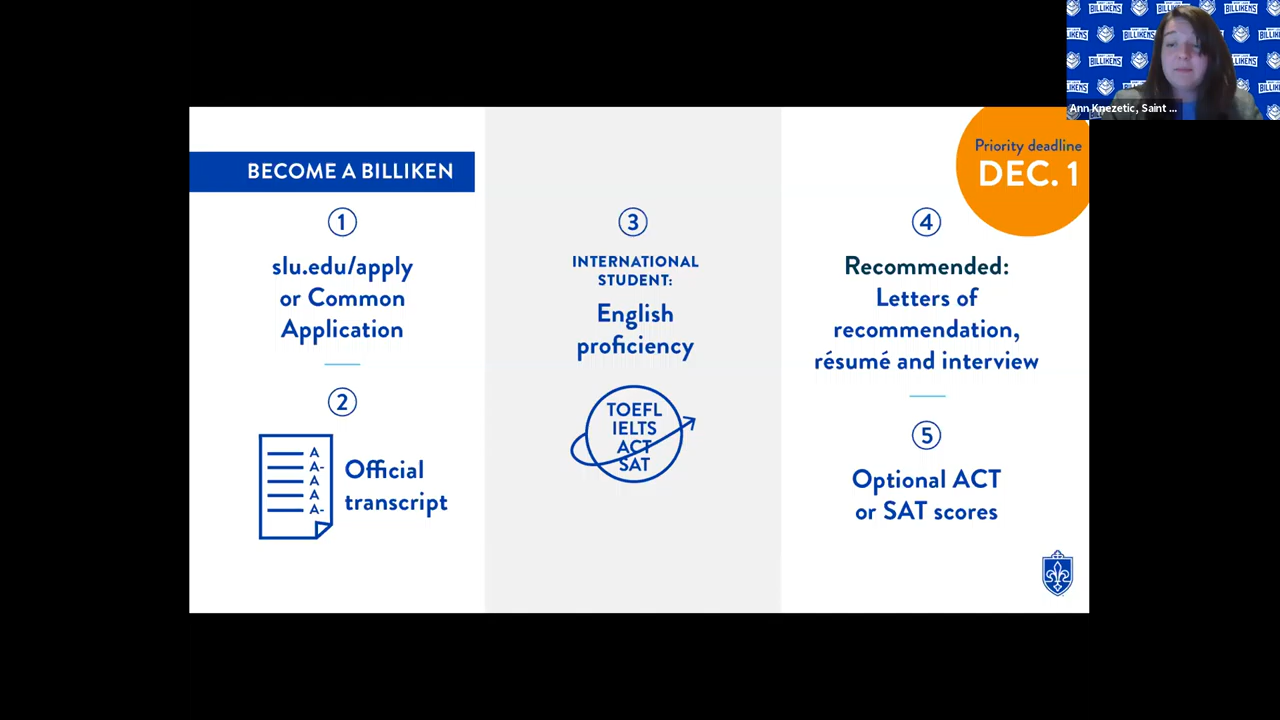 BILLIKENS
Ann Knezetic, Saint ...
Priority deadline
DEC. 1
BECOME A BILLIKEN
1
slu.edu/apply
or Common
Application
2
A
A-
A
A
A-
Official
transcript
3
INTERNATIONAL
STUDENT:
English
proficiency
TOEFL
IELTS
ACT
SAT
4
Recommended:
Letters of
recommendation,
résumé and interview
5
Optional ACT
or SAT scores